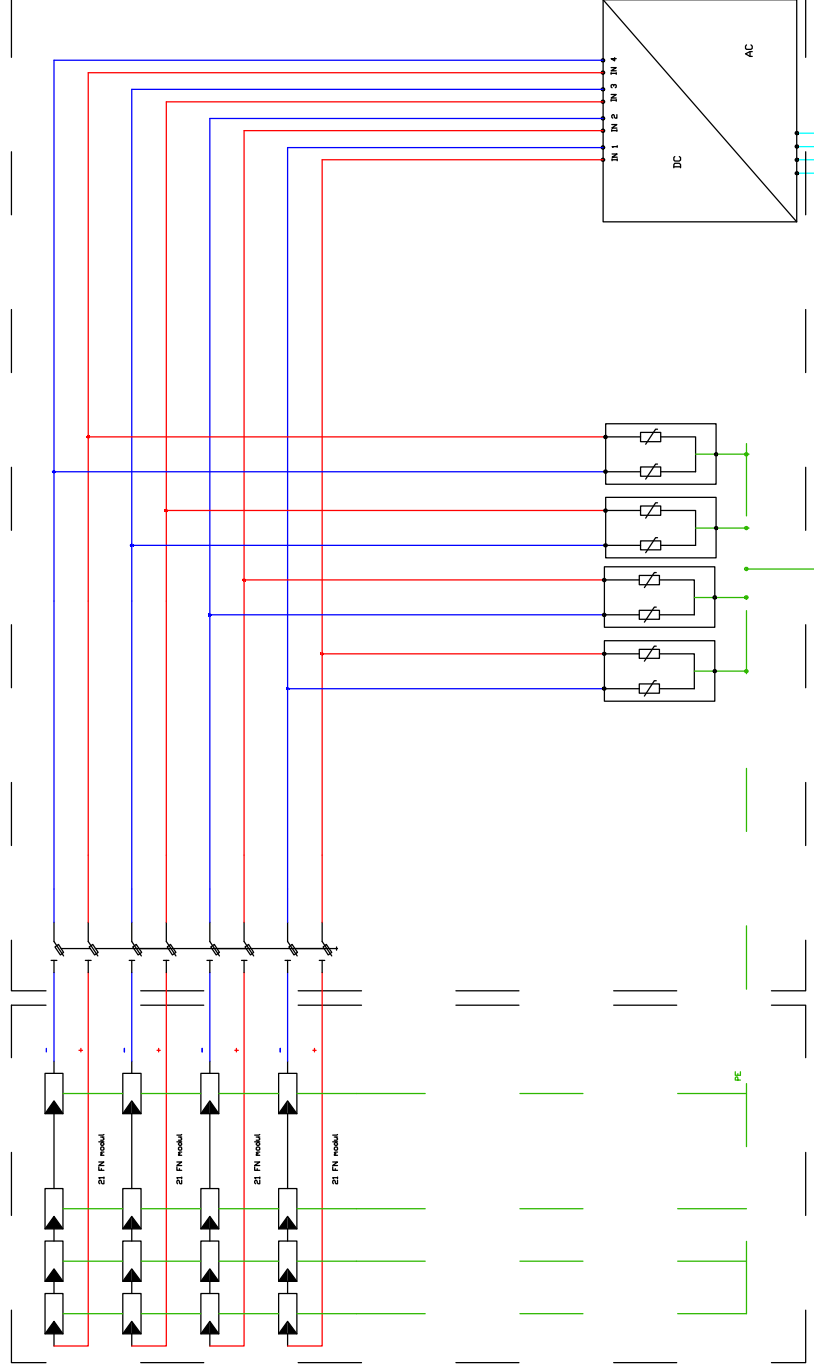 AC
IN 4
IN 3
IN 2
IN 1
DC
- + - + - + - +
PE
21 FN modul
21 FN modul
21 FN modul
21 FN modul